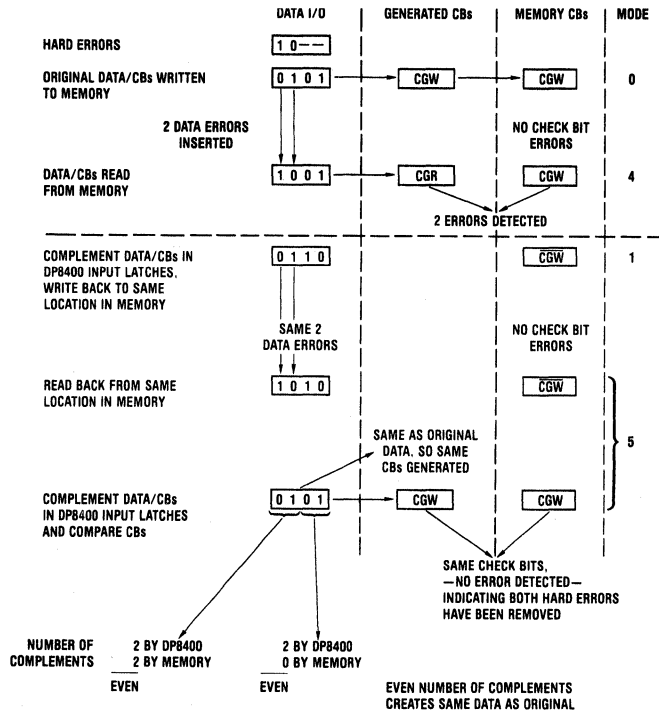 DATA I/O GENERATED CBs MEMORY CBs MODE
HARD ERRORS 1 0 – –
ORIGINAL DATA/CBs WRITTEN
TO MEMORY
0 1 0 1 CGW CGW 0
2 DATA ERRORS
INSERTED
NO CHECK BIT
ERRORS
DATA/CBs READ
FROM MEMORY
1 0 0 1 CGR CGW 4
2 ERRORS DETECTED
COMPLEMENT DATA/CBs IN
DP8400 INPUT LATCHES,
WRITE BACK TO SAME
LOCATION IN MEMORY
0 1 1 0 C̅G̅W̅ 1
SAME 2
DATA ERRORS
NO CHECK BIT
ERRORS
READ BACK FROM SAME
LOCATION IN MEMORY
1 0 1 0 C̅G̅W̅
5
SAME AS ORIGINAL
DATA, SO SAME
CBs GENERATED
COMPLEMENT DATA/CBs
IN DP8400 INPUT LATCHES
AND COMPARE CBs
0 1 0 1 CGW CGW
SAME CHECK BITS,
—NO ERROR DETECTED—
INDICATING BOTH HARD ERRORS
HAVE BEEN REMOVED
NUMBER OF
COMPLEMENTS
2 BY DP8400
2 BY MEMORY
EVEN
2 BY DP8400
0 BY MEMORY
EVEN
EVEN NUMBER OF COMPLEMENTS
CREATES SAME DATA AS ORIGINAL